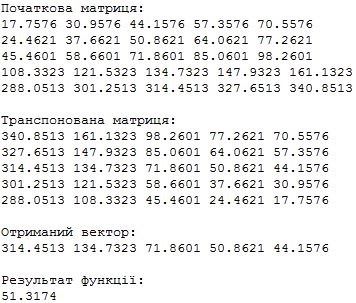 Початкова матриця:
17.7576 30.9576 44.1576 57.3576 70.5576
24.4621 37.6621 50.8621 64.0621 77.2621
45.4601 58.6601 71.8601 85.0601 98.2601
108.3323 121.5323 134.7323 147.9323 161.1323
288.0513 301.2513 314.4513 327.6513 340.8513
Транспонована матриця:
340.8513 161.1323 98.2601 77.2621 70.5576
327.6513 147.9323 85.0601 64.0621 57.3576
314.4513 134.7323 71.8601 50.8621 44.1576
301.2513 121.5323 58.6601 37.6621 30.9576
288.0513 108.3323 45.4601 24.4621 17.7576
Отриманий вектор:
314.4513 134.7323 71.8601 50.8621 44.1576
Результат функції:
51.3174